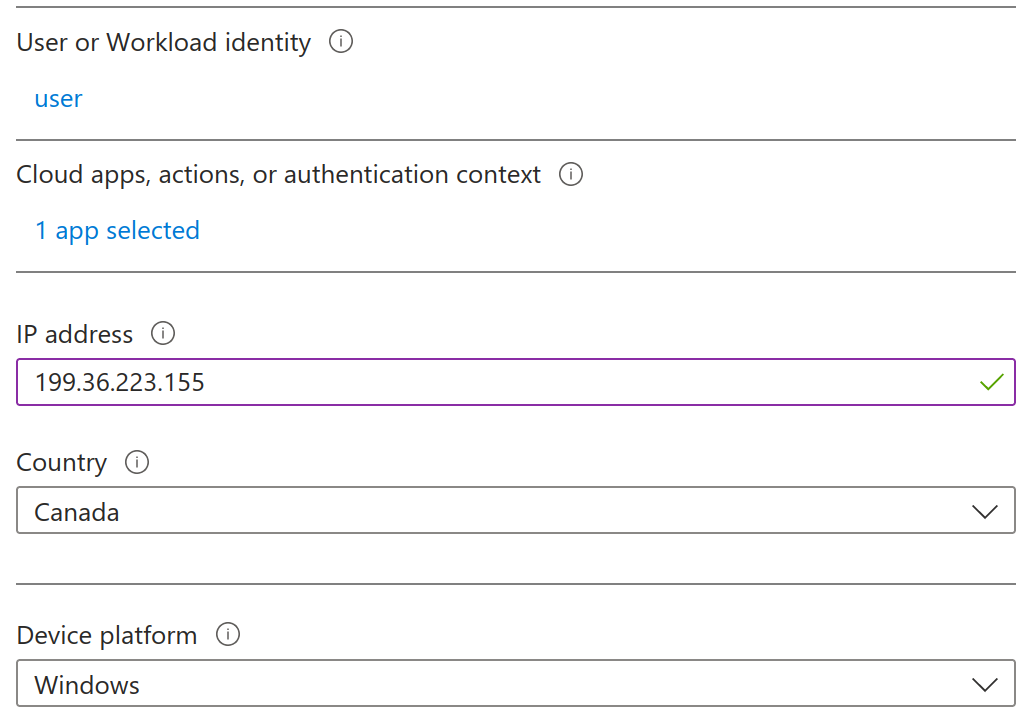 User or Workload identity
user
Cloud apps, actions, or authentication context
1 app selected
IP address
199.36.223.155
Country
Canada
Device platform
Windows